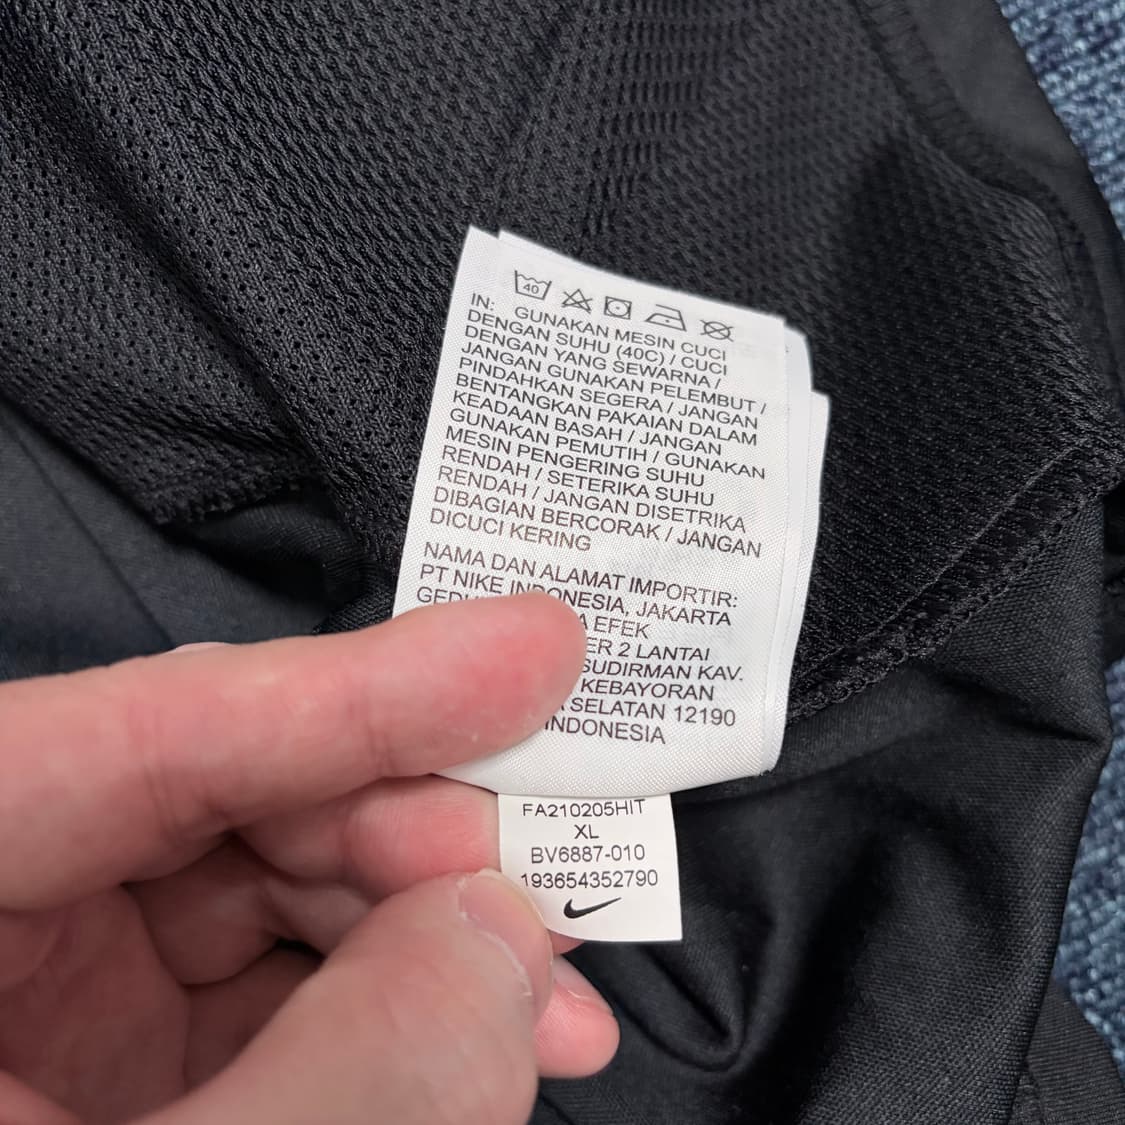 40
IN: GUNAKAN MESIN CUCI
DENGAN SUHU (40C) / CUCI
DENGAN YANG SEWARNA /
JANGAN GUNAKAN PELEMBUT /
PINDAHKAN SEGERA / JANGAN
BENTANGKAN PAKAIAN DALAM
KEADAAN BASAH / JANGAN
GUNAKAN PEMUTIH / GUNAKAN
MESIN PENGERING SUHU
RENDAH / SETERIKA SUHU
RENDAH / JANGAN DISETRIKA
DIBAGIAN BERCORAK / JANGAN
DICUCI KERING
NAMA DAN ALAMAT IMPORTIR:
PT NIKE INDONESIA, JAKARTA
EFEK
2 LANTAI
SUDIRMAN KAV.
KEBAYORAN
SELATAN 12190
INDONESIA
FA210205HIT
XL
BV6887-010
193654352790